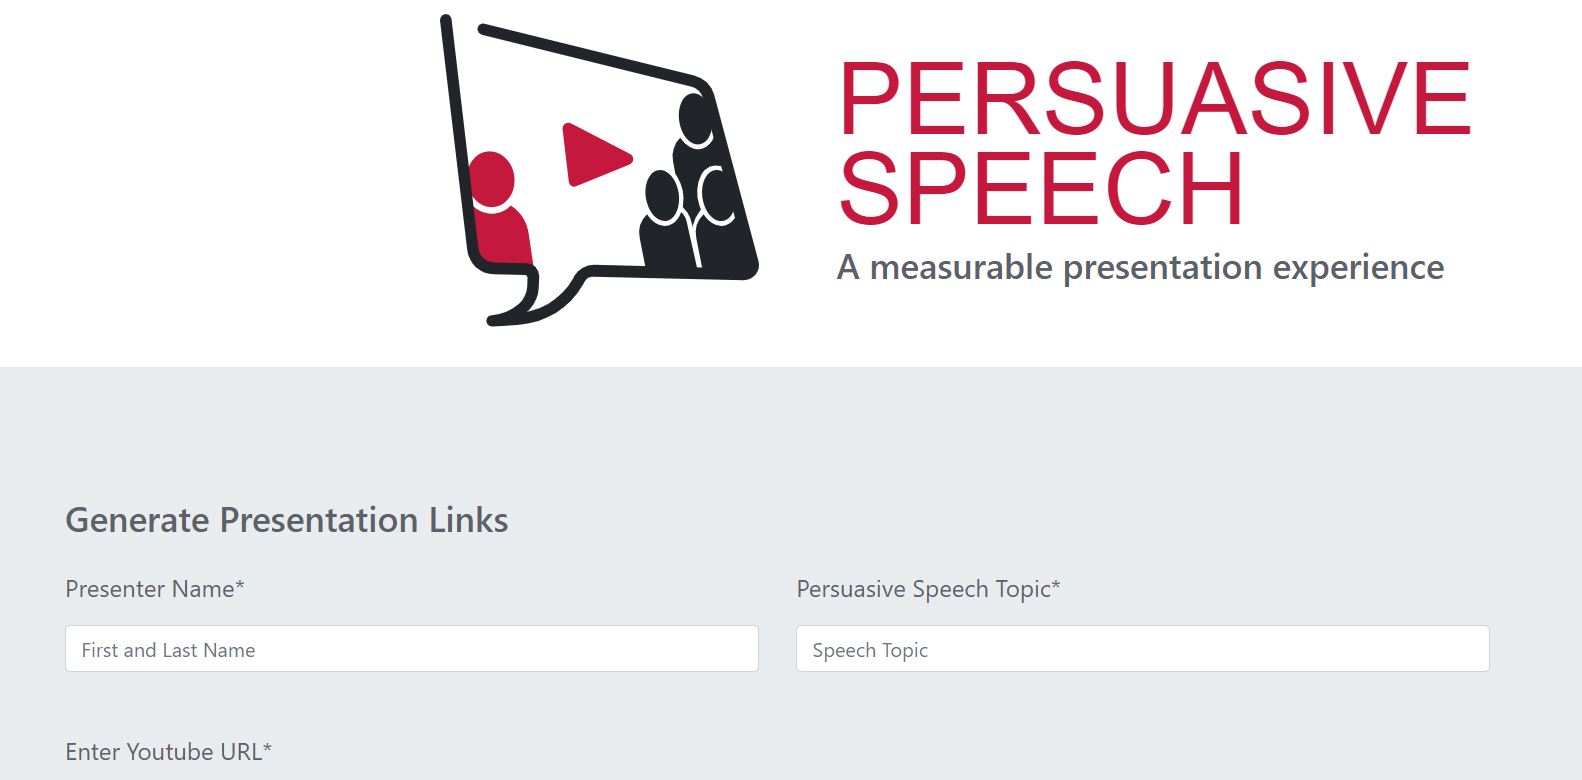 PERSUASIVE
SPEECH
A measurable presentation experience
Generate Presentation Links
Presenter Name*
Persuasive Speech Topic*
First and Last Name
Speech Topic
Enter Youtube URL*